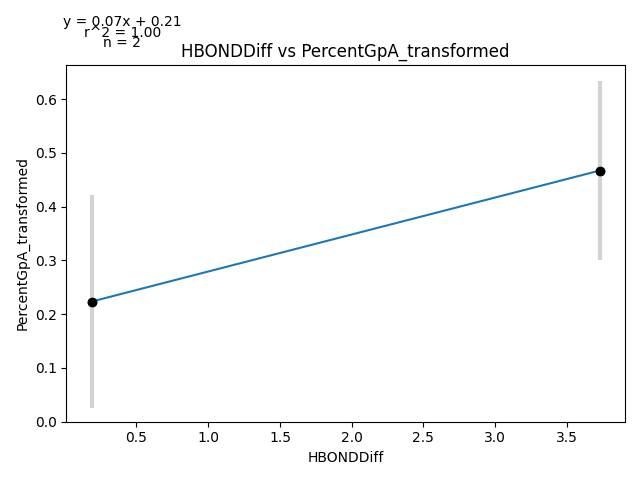 y = 0.07x + 0.21
r^2 = 1.00
n = 2
HBONDDiff vs PercentGpA_transformed
PercentGpA_transformed
0.6
0.5
0.4
0.3
0.2
0.1
0.0
0.5 1.0 1.5 2.0 2.5 3.0 3.5
HBONDDiff